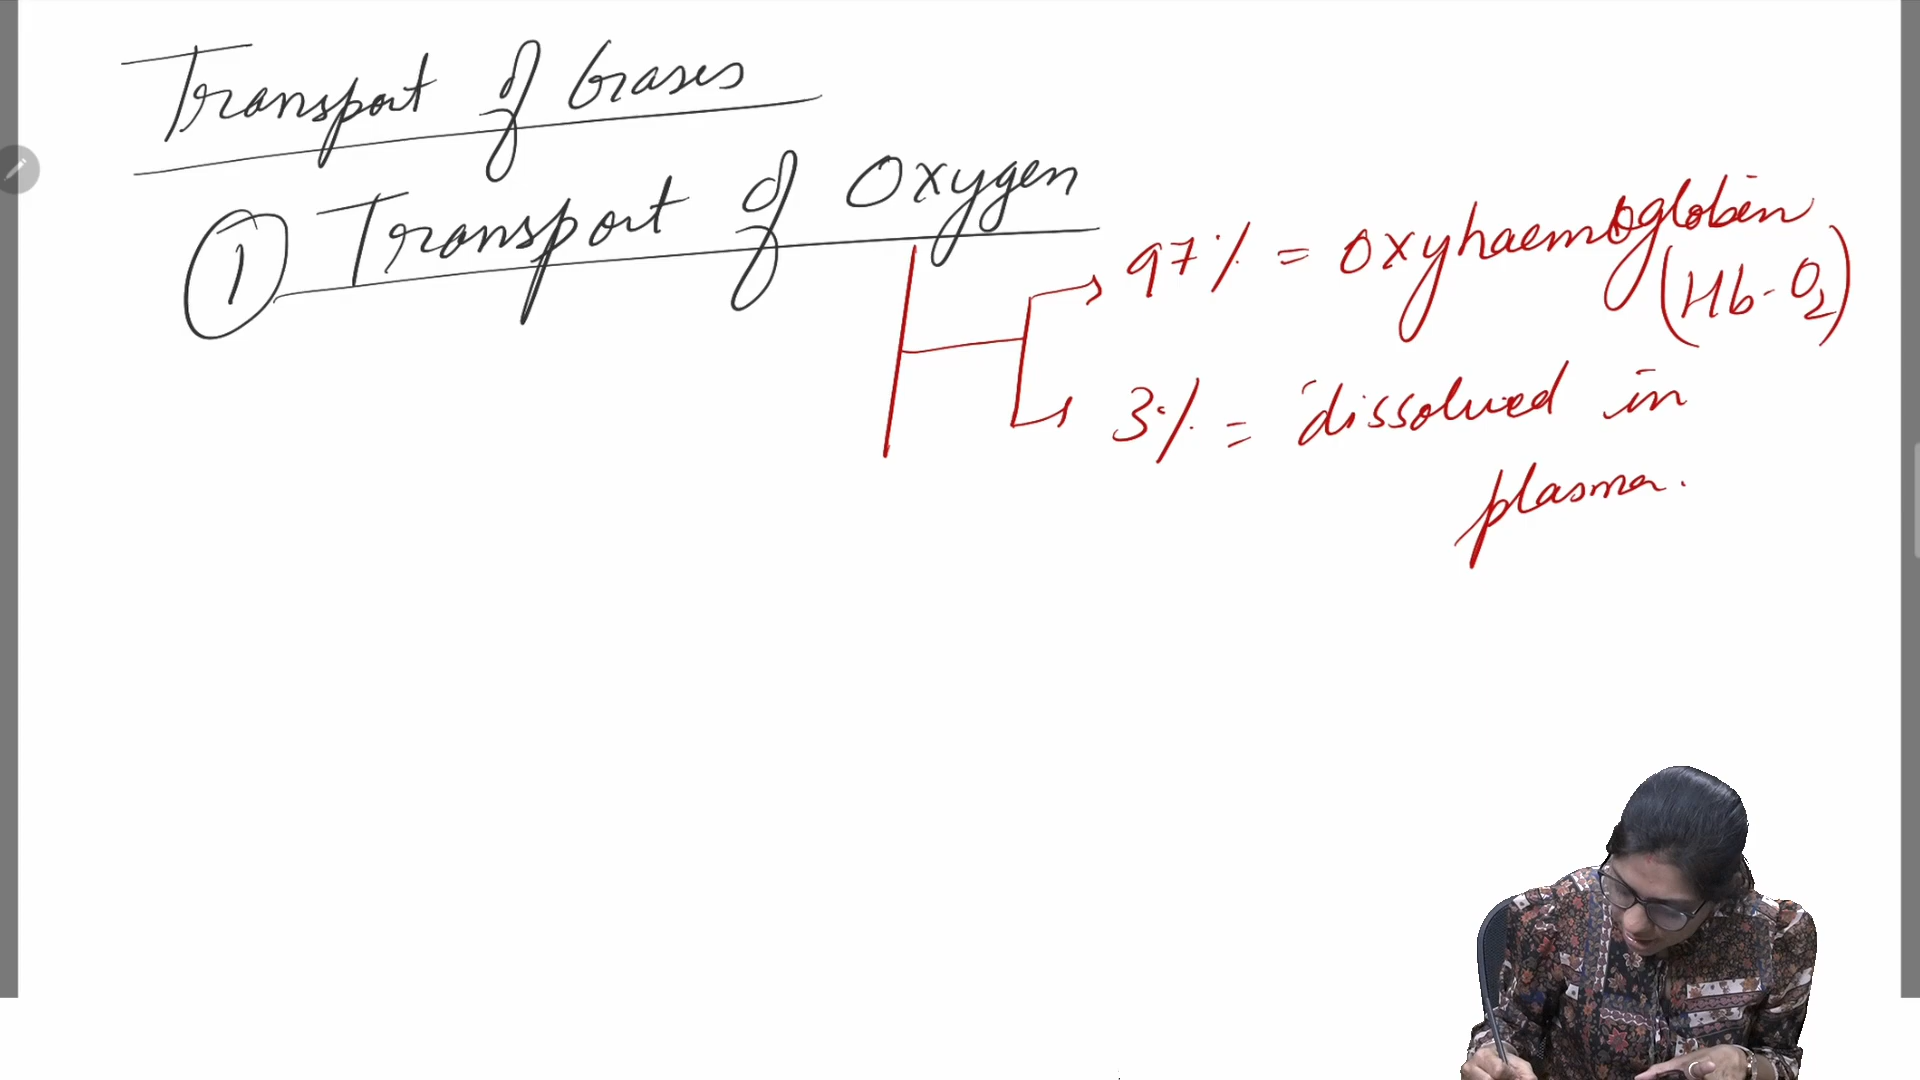 Transport of Gases
① Transport of Oxygen
97% = Oxyhaemoglobin
(Hb-O₂)
3% = dissolved in
plasma.